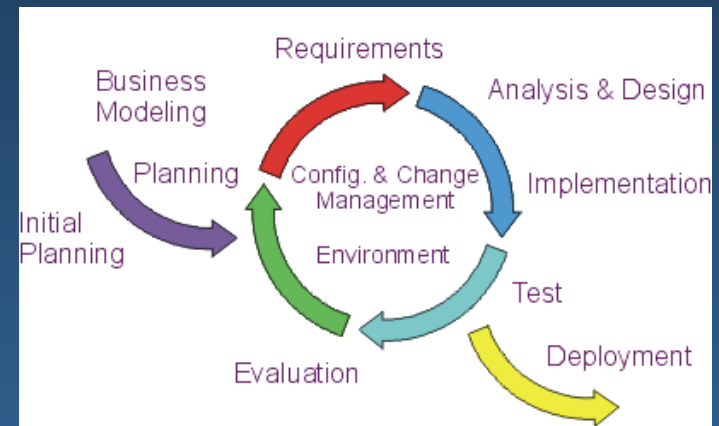 Requirements
Business
Modeling
Analysis & Design
Planning
Config. & Change
Management
Implementation
Initial
Planning
Environment
Test
Deployment
Evaluation